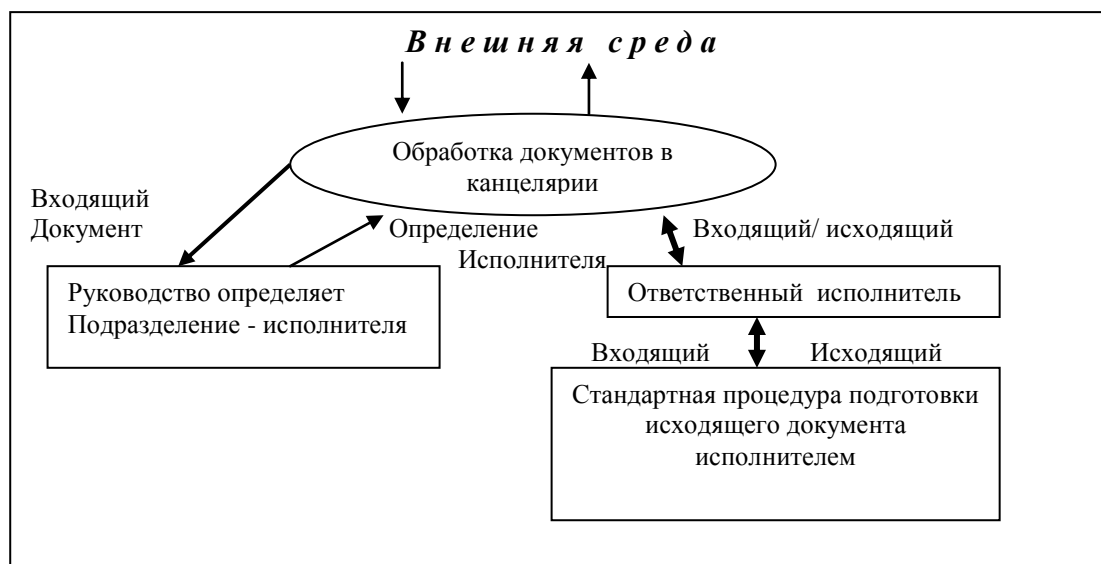 Внешняя среда
Обработка документов в
канцелярии
Входящий
Документ
Определение
Исполнителя
Входящий/ исходящий
Руководство определяет
Подразделение - исполнителя
Ответственный исполнитель
Входящий Исходящий
Стандартная процедура подготовки
исходящего документа
исполнителем